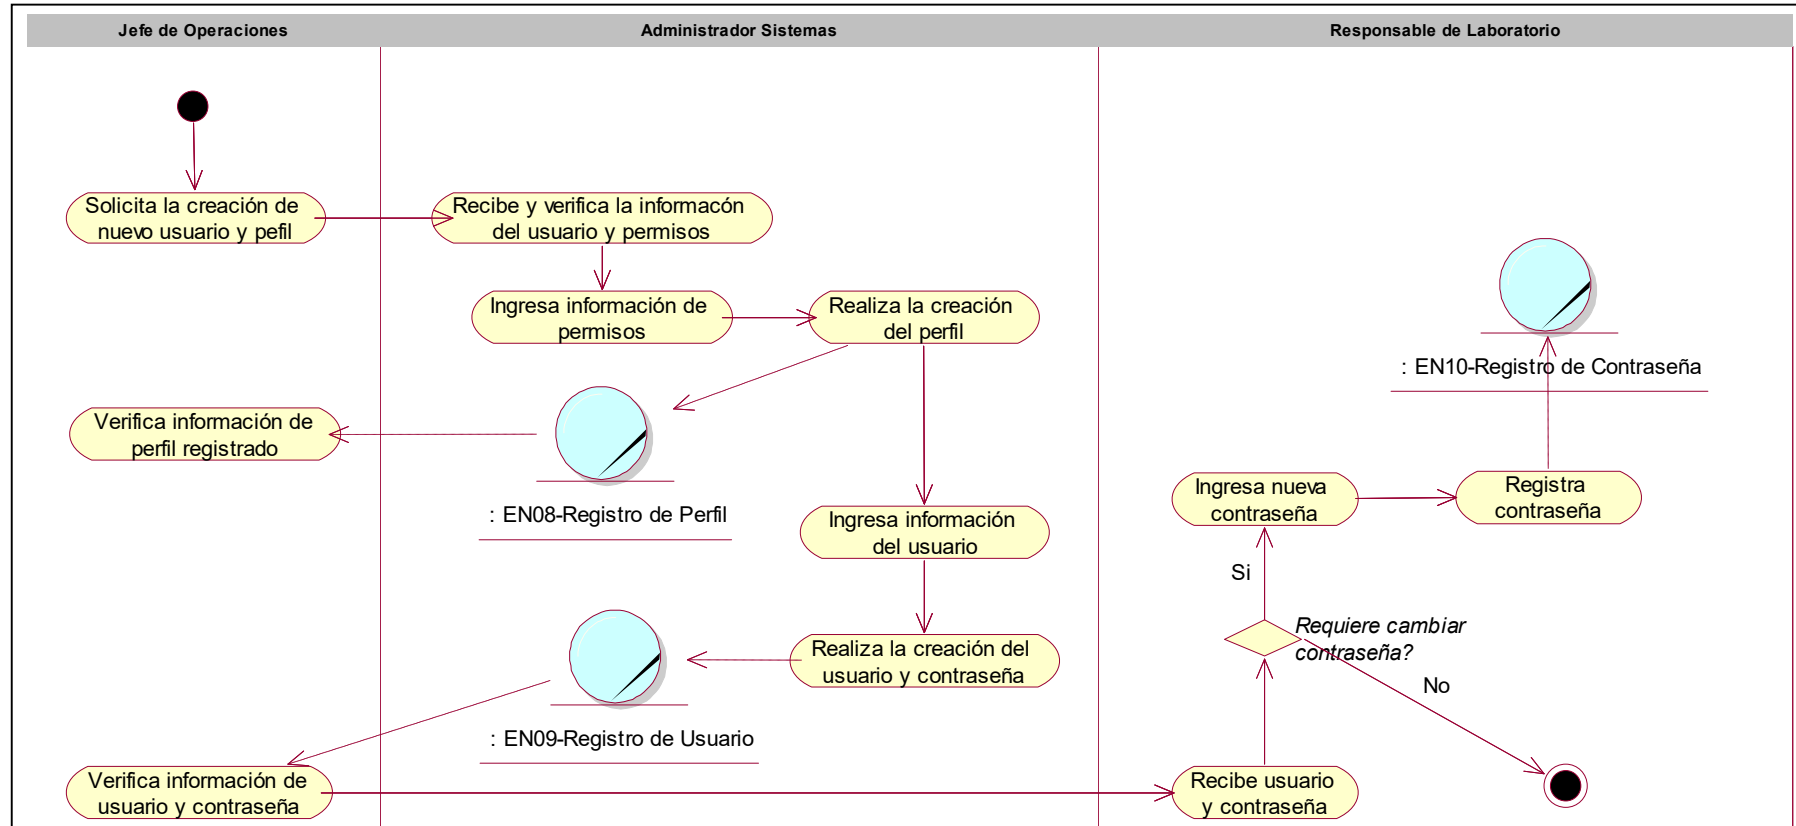 Jefe de Operaciones
Administrador Sistemas
Responsable de Laboratorio
Solicita la creación de
nuevo usuario y pefil
Recibe y verifica la informacón
del usuario y permisos
Ingresa información de
permisos
Realiza la creación
del perfil
: EN10-Registro de Contraseña
Verifica información de
perfil registrado
: EN08-Registro de Perfil
Ingresa información
del usuario
Ingresa nueva
contraseña
Registra
contraseña
Si
Requiere cambiar
contraseña?
No
Realiza la creación del
usuario y contraseña
: EN09-Registro de Usuario
Verifica información de
usuario y contraseña
Recibe usuario
y contraseña